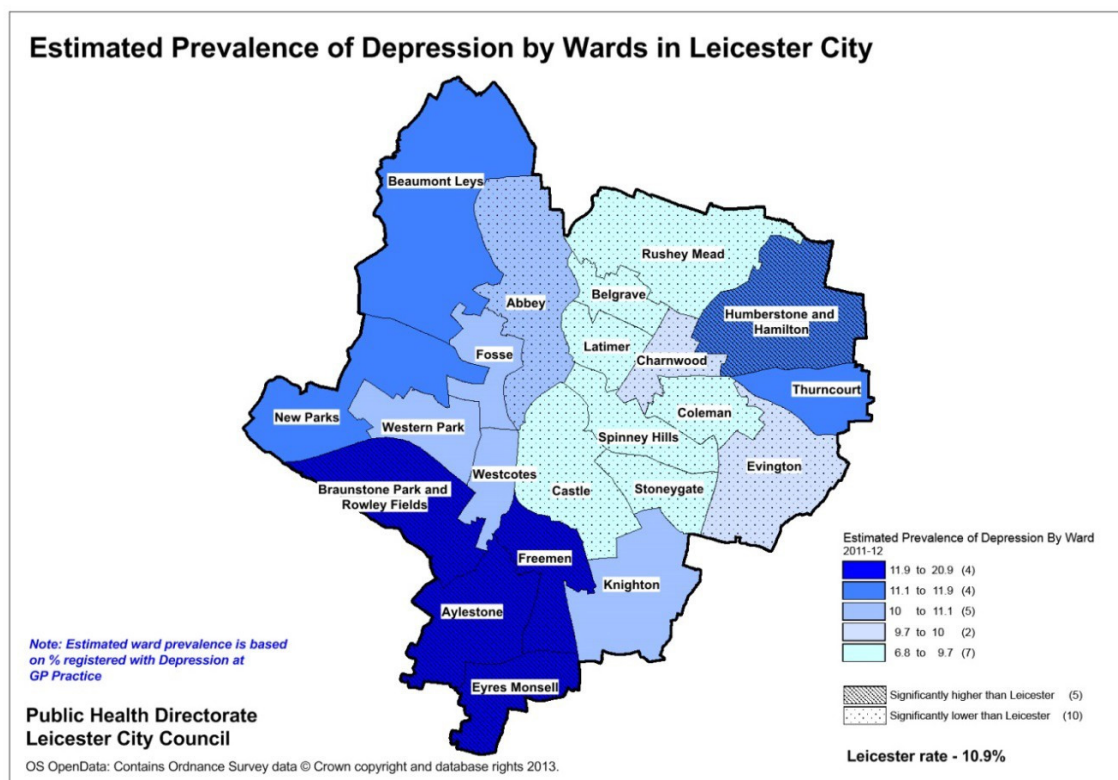 Estimated Prevalence of Depression by Wards in Leicester City
Beaumont Leys
Rushey Mead
Abbey
Belgrave
Humberstone and
Hamilton
Latimer
Fosse
Charnwood
Thurncourt
New Parks
Coleman
Western Park
Spinney Hills
Evington
Westcotes
Braunstone Park and
Rowley Fields
Castle
Stoneygate
Freemen
Knighton
Aylestone
Eyres Monsell
Estimated Prevalence of Depression By Ward
2011-12
11.9 to 20.9 (4)
11.1 to 11.9 (4)
10 to 11.1 (5)
9.7 to 10 (2)
6.8 to 9.7 (7)
Significantly higher than Leicester (5)
Significantly lower than Leicester (10)
Leicester rate - 10.9%
Note: Estimated ward prevalence is based
on % registered with Depression at
GP Practice
Public Health Directorate
Leicester City Council
OS OpenData: Contains Ordnance Survey data © Crown copyright and database rights 2013.